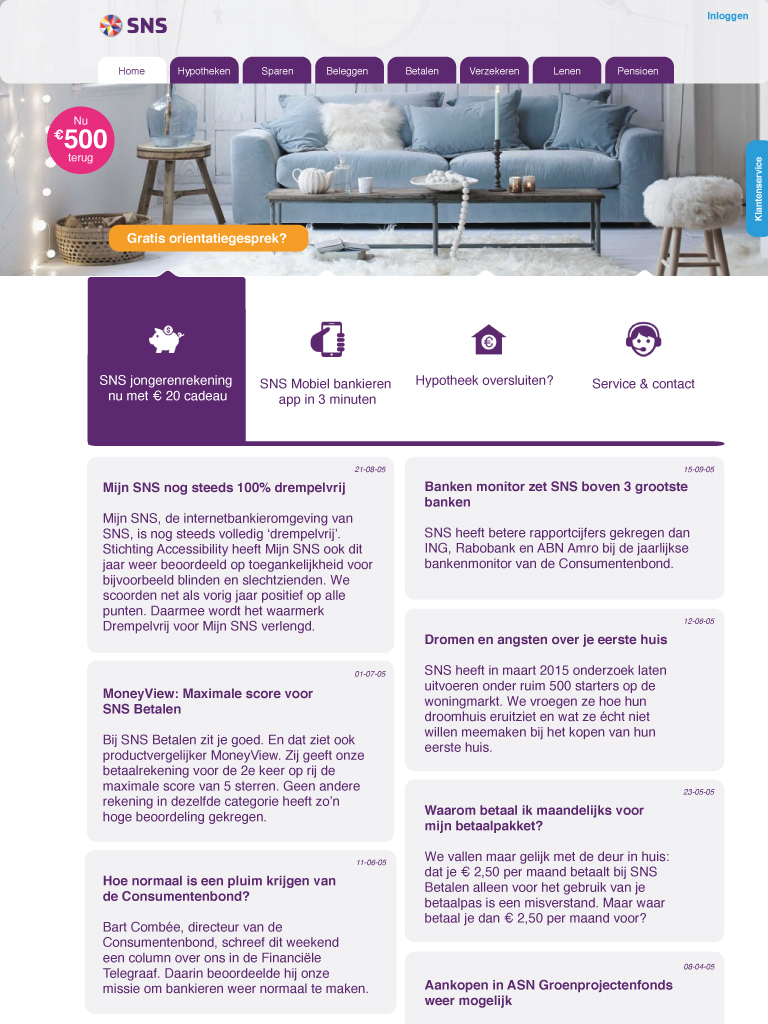 SNS
Inloggen
Home
Hypotheken
Sparen
Beleggen
Betalen
Verzekeren
Lenen
Pensioen
Nu
€500
terug
Klantenservice
Gratis orientatiegesprek?
SNS jongerenrekening
nu met € 20 cadeau
SNS Mobiel bankieren
app in 3 minuten
Hypotheek oversluiten?
Service & contact
21-08-05
Mijn SNS nog steeds 100% drempelvrij
Mijn SNS, de internetbankieromgeving van
SNS, is nog steeds volledig ‘drempelvrij’.
Stichting Accessibility heeft Mijn SNS ook dit
jaar weer beoordeeld op toegankelijkheid voor
bijvoorbeeld blinden en slechtzienden. We
scoorden net als vorig jaar positief op alle
punten. Daarmee wordt het waarmerk
Drempelvrij voor Mijn SNS verlengd.
01-07-05
MoneyView: Maximale score voor
SNS Betalen
Bij SNS Betalen zit je goed. En dat ziet ook
productvergelijker MoneyView. Zij geeft onze
betaalrekening voor de 2e keer op rij de
maximale score van 5 sterren. Geen andere
rekening in dezelfde categorie heeft zo’n
hoge beoordeling gekregen.
11-06-05
Hoe normaal is een pluim krijgen van
de Consumentenbond?
Bart Combée, directeur van de
Consumentenbond, schreef dit weekend
een column over ons in de Financiële
Telegraaf. Daarin beoordeelde hij onze
missie om bankieren weer normaal te maken.
15-09-05
Banken monitor zet SNS boven 3 grootste
banken
SNS heeft betere rapportcijfers gekregen dan
ING, Rabobank en ABN Amro bij de jaarlijkse
bankenmonitor van de Consumentenbond.
12-06-05
Dromen en angsten over je eerste huis
SNS heeft in maart 2015 onderzoek laten
uitvoeren onder ruim 500 starters op de
woningmarkt. We vroegen ze hoe hun
droomhuis eruitziet en wat ze écht niet
willen meemaken bij het kopen van hun
eerste huis.
23-05-05
Waarom betaal ik maandelijks voor
mijn betaalpakket?
We vallen maar gelijk met de deur in huis:
dat je € 2,50 per maand betaalt bij SNS
Betalen alleen voor het gebruik van je
betaalpas is een misverstand. Maar waar
betaal je dan € 2,50 per maand voor?
08-04-05
Aankopen in ASN Groenprojectenfonds
weer mogelijk